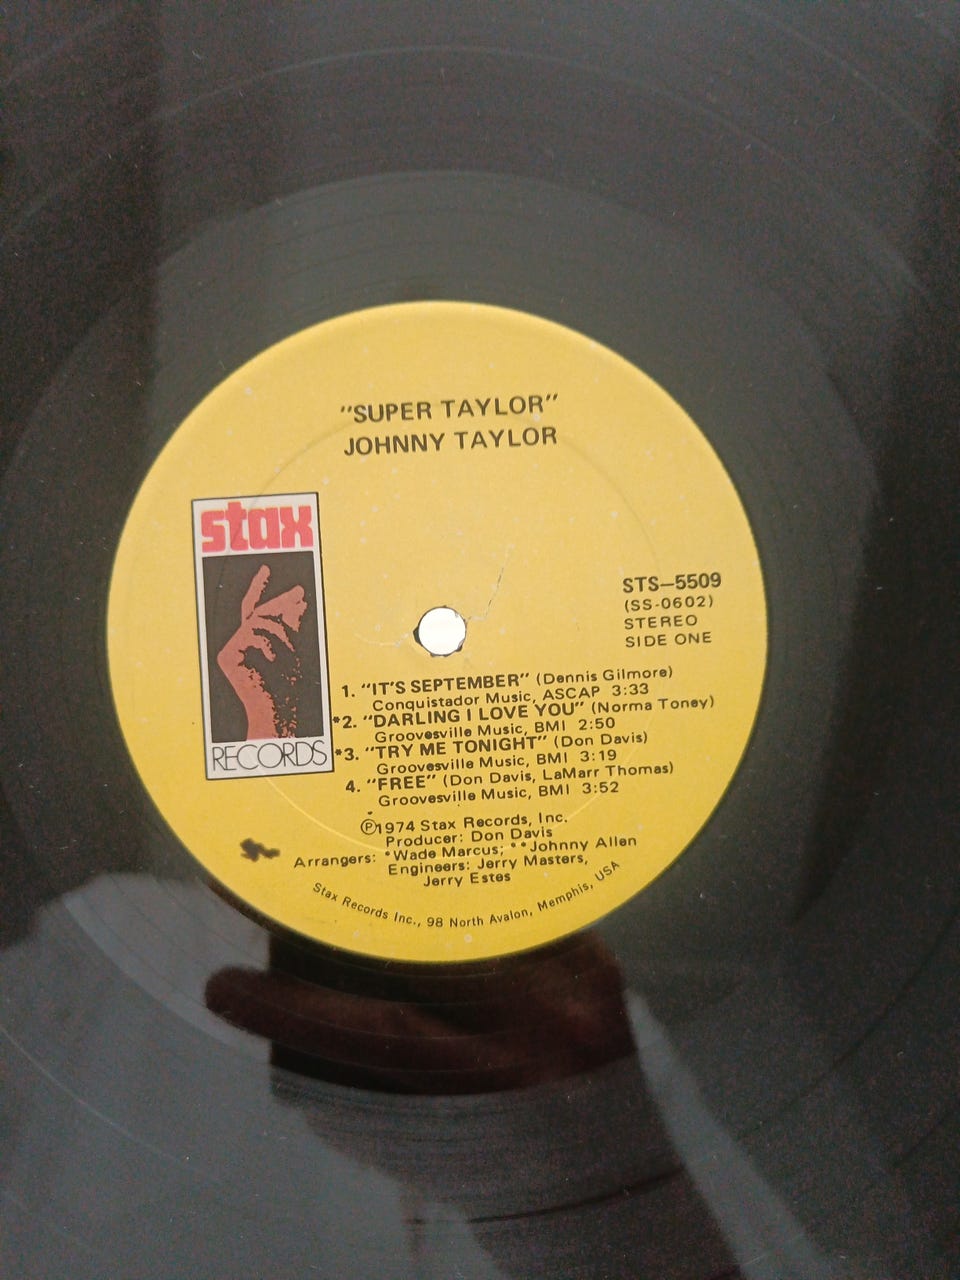 "SUPER TAYLOR"
JOHNNY TAYLOR
stax
RECORDS
STS-5509
(SS-0602)
STEREO
SIDE ONE
1. "IT'S SEPTEMBER" (Dennis Gilmore)
Conquistador Music, ASCAP 3:33
*2. "DARLING I LOVE YOU" (Norma Toney)
Groovesville Music, BMI 2:50
*3. "TRY ME TONIGHT" (Don Davis)
Groovesville Music, BMI 3:19
4. "FREE" (Don Davis, LaMarr Thomas)
Groovesville Music, BMI 3:52
℗1974 Stax Records, Inc.
Producer: Don Davis
Arrangers: *Wade Marcus; **Johnny Allen
Engineers: Jerry Masters,
Jerry Estes
Stax Records Inc., 98 North Avalon, Memphis, USA